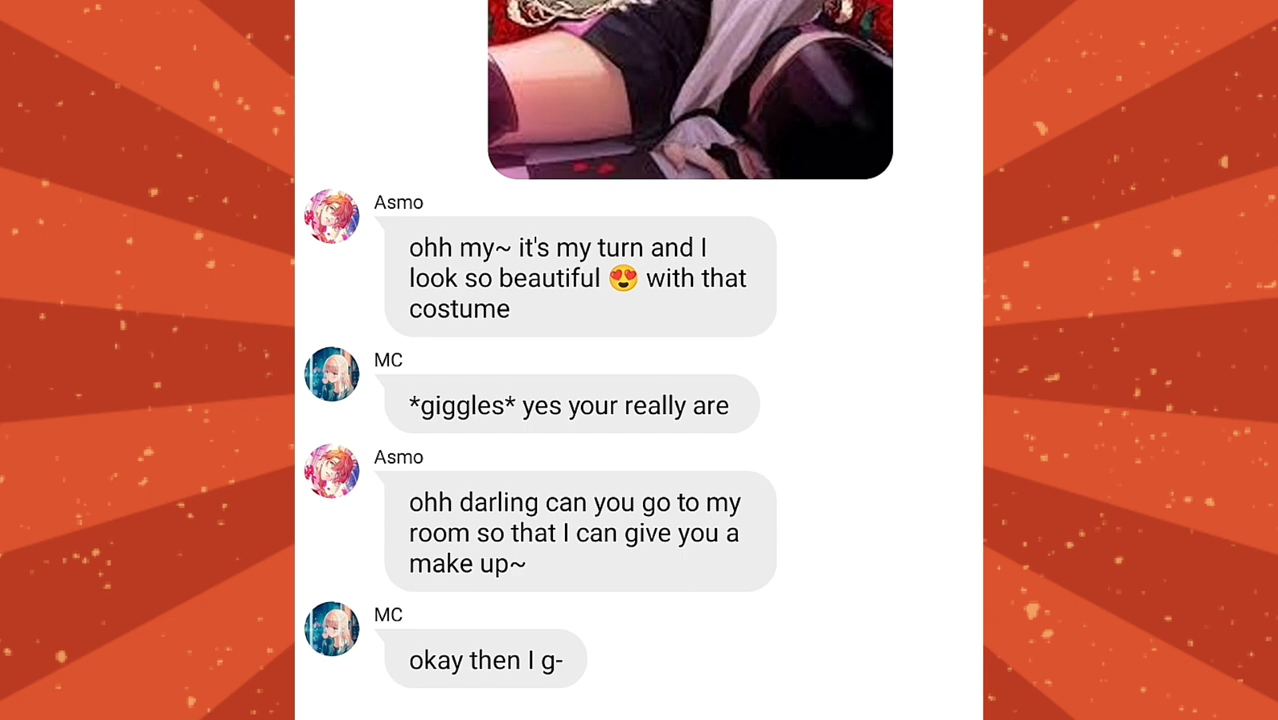 Asmo
ohh my~ it's my turn and I
look so beautiful 😍 with that
costume
MC
*giggles* yes your really are
Asmo
ohh darling can you go to my
room so that I can give you a
make up~
MC
okay then I g-